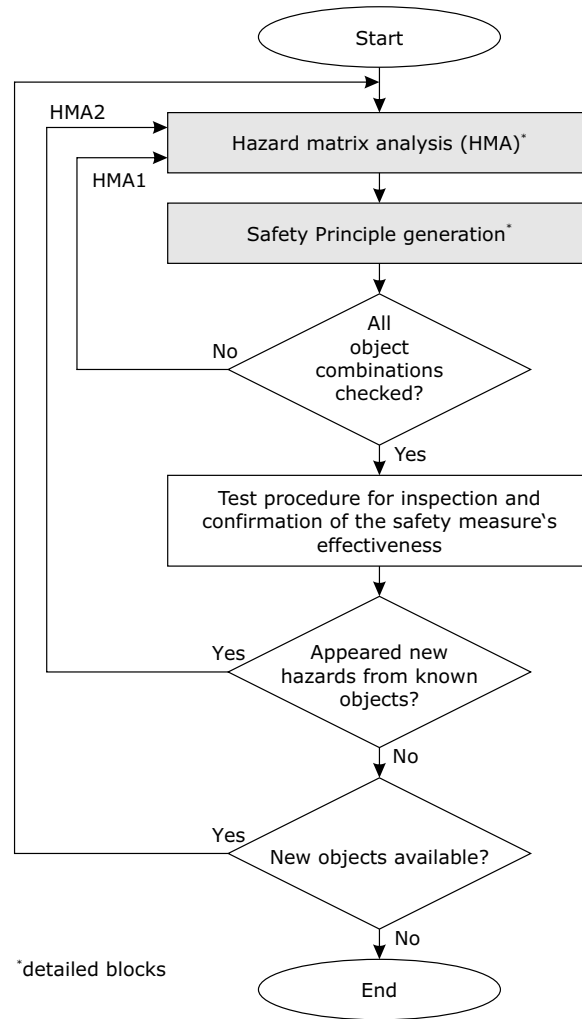 Start
HMA2
Hazard matrix analysis (HMA)*
HMA1
Safety Principle generation*
All
object
combinations
checked?
No
Yes
Test procedure for inspection and
confirmation of the safety measure‘s
effectiveness
Yes
Appeared new
hazards from known
objects?
No
Yes
New objects available?
No
*detailed blocks
End